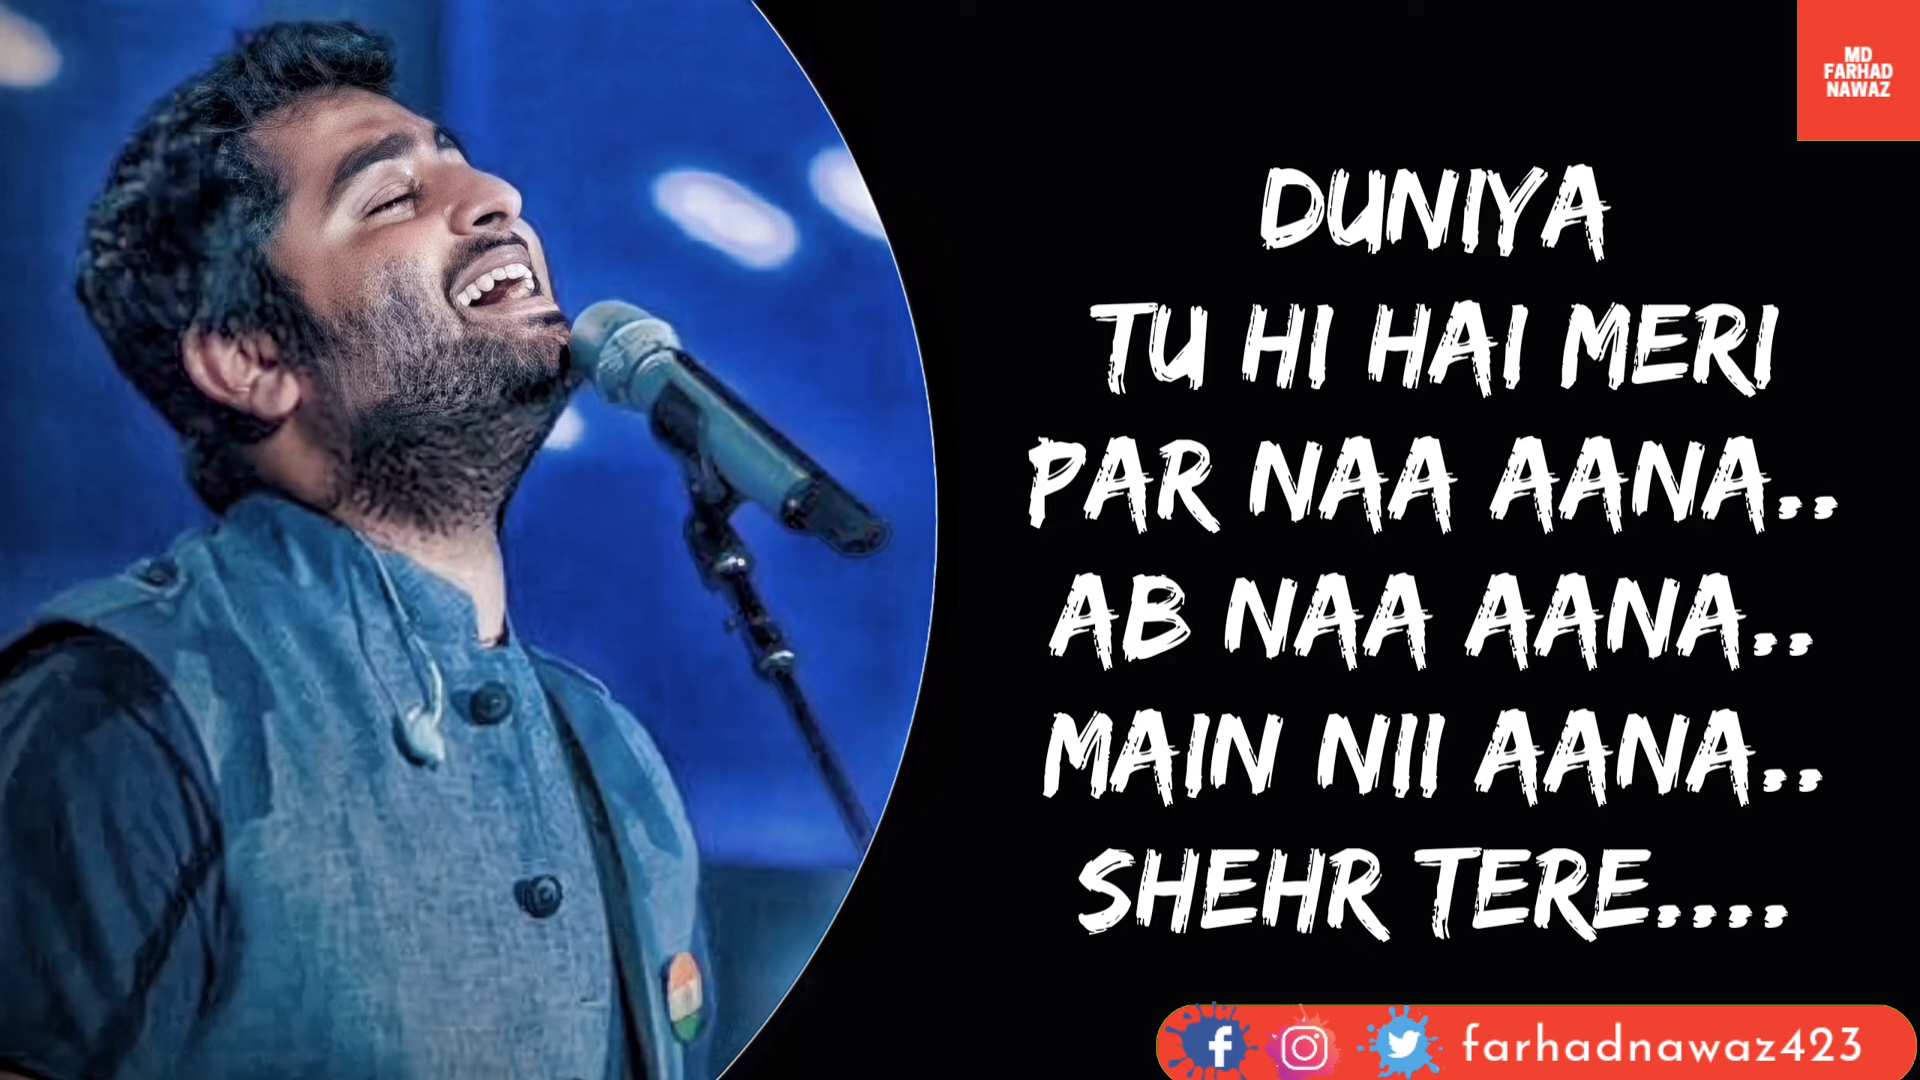 MD
FARHAD
NAWAZ
DUNIYA
TU HI HAI MERI
PAR NAA AANA..
AB NAA AANA..
MAIN NII AANA..
SHEHR TERE....
farhadnawaz423